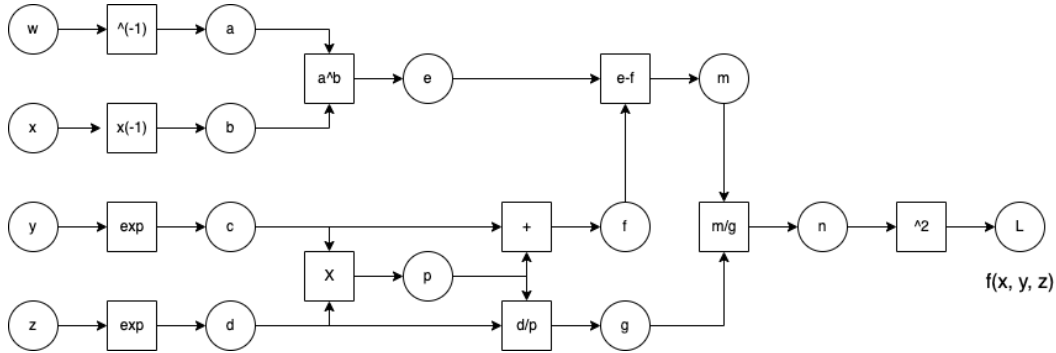 w ^(-1) a
a^b e e-f m
x x(-1) b
y exp c + f m/g n ^2 L
X p
f(x, y, z)
z exp d d/p g